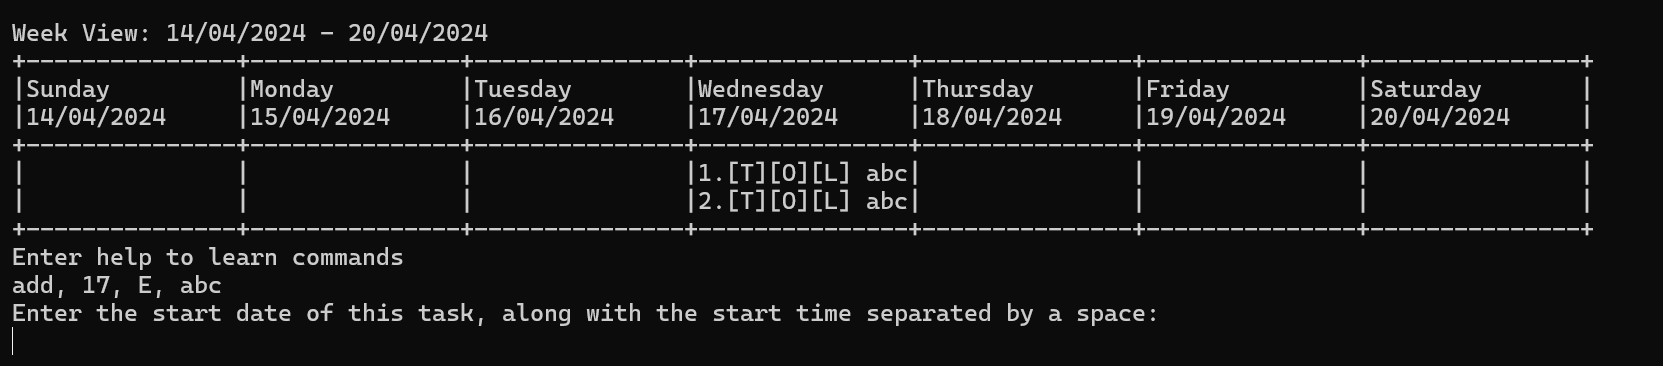 Week View: 14/04/2024 - 20/04/2024
+---------------+---------------+---------------+---------------+---------------+---------------+---------------+
|Sunday         |Monday         |Tuesday        |Wednesday      |Thursday       |Friday         |Saturday       |
|14/04/2024     |15/04/2024     |16/04/2024     |17/04/2024     |18/04/2024     |19/04/2024     |20/04/2024     |
+---------------+---------------+---------------+---------------+---------------+---------------+---------------+
|               |               |               |1.[T][O][L] abc|               |               |               |
|               |               |               |2.[T][O][L] abc|               |               |               |
+---------------+---------------+---------------+---------------+---------------+---------------+---------------+
Enter help to learn commands
add, 17, E, abc
Enter the start date of this task, along with the start time separated by a space: